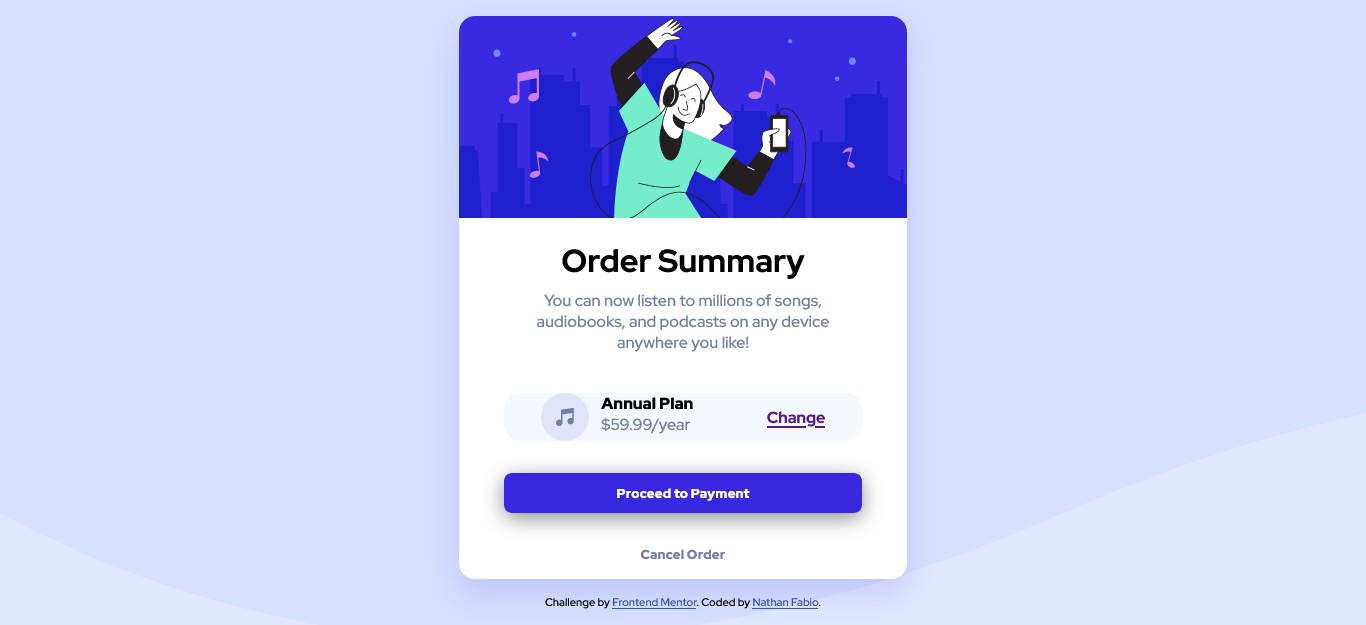 Order Summary
You can now listen to millions of songs,
audiobooks, and podcasts on any device
anywhere you like!
Annual Plan
$59.99/year
Change
Proceed to Payment
Cancel Order
Challenge by Frontend Mentor. Coded by Nathan Fabio.